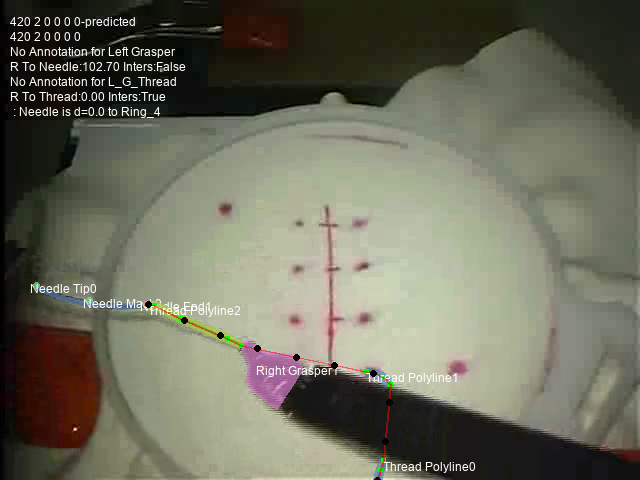 420 2 0 0 0 0-predicted
420 2 0 0 0 0
No Annotation for Left Grasper
R To Needle:102.70 Inters:False
No Annotation for L_G_Thread
R To Thread:0.00 Inters:True
: Needle is d=0.0 to Ring_4
Needle Tip0
Thread Polyline2
Right Grasper
Thread Polyline1
Thread Polyline0